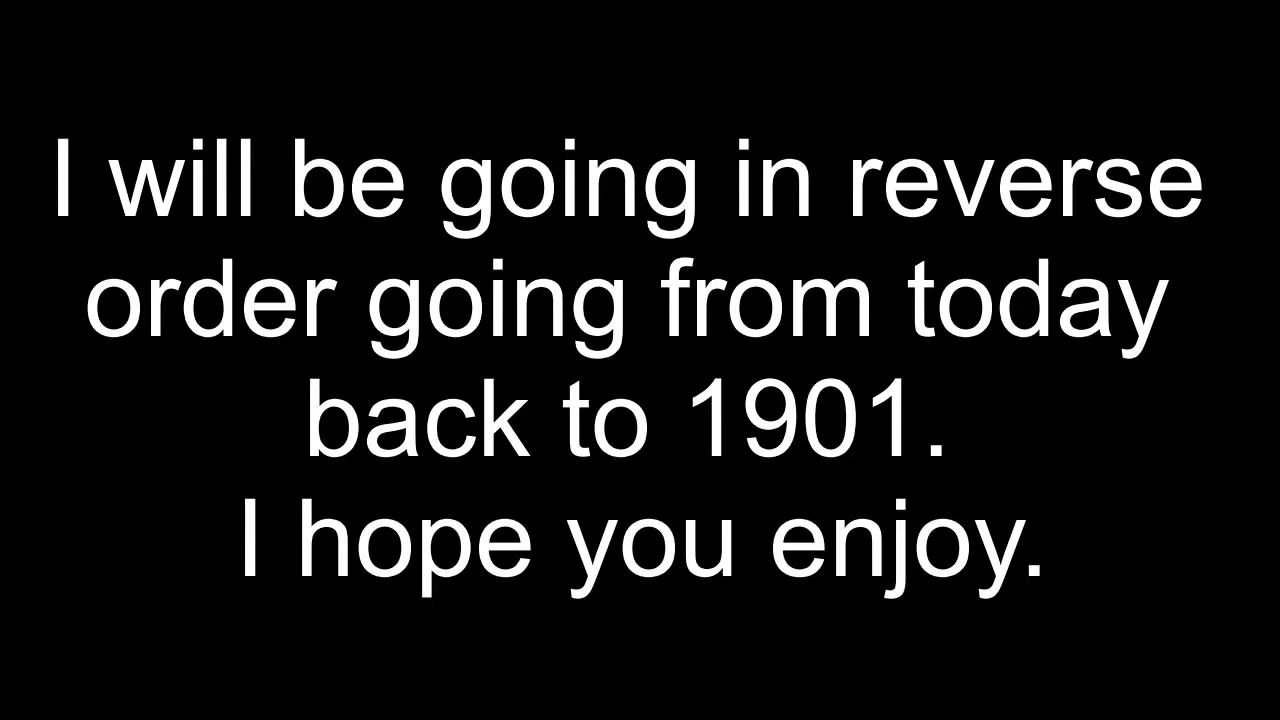 I will be going in reverse
order going from today
back to 1901.
I hope you enjoy.